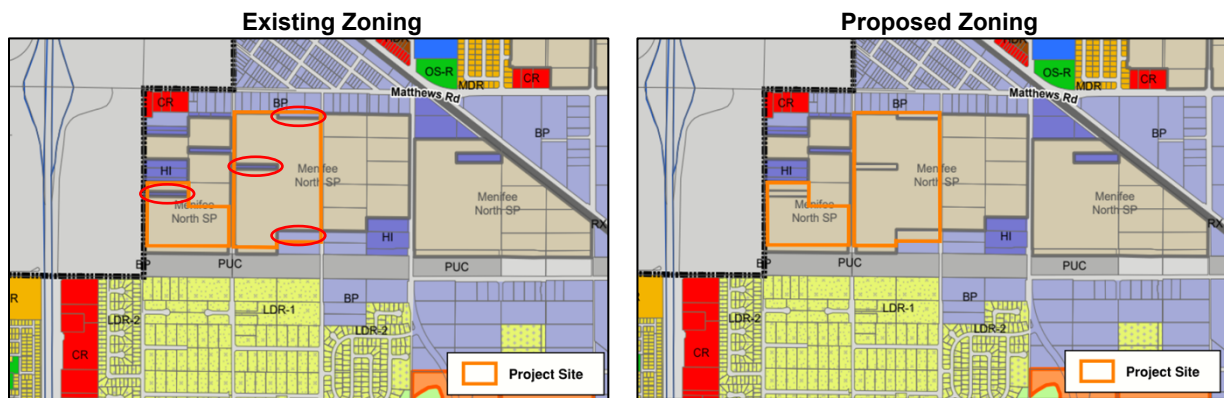 Existing Zoning
OS-R
MDR
CR
Matthews Rd
CR
BP
BP
HI
Menifee
North SP
Menifee
North SP
Menifee
North SP
HI
RX
BP
PUC
PUC
R
LDR-2
LDR-1
BP
LDR-2
CR
Project Site
Proposed Zoning
OS-R
MDR
CR
Matthews Rd
CR
BP
BP
HI
Menifee
North SP
Menifee
North SP
Menifee
North SP
HI
RX
BP
PUC
PUC
R
LDR-2
LDR-1
BP
LDR-2
CR
Project Site